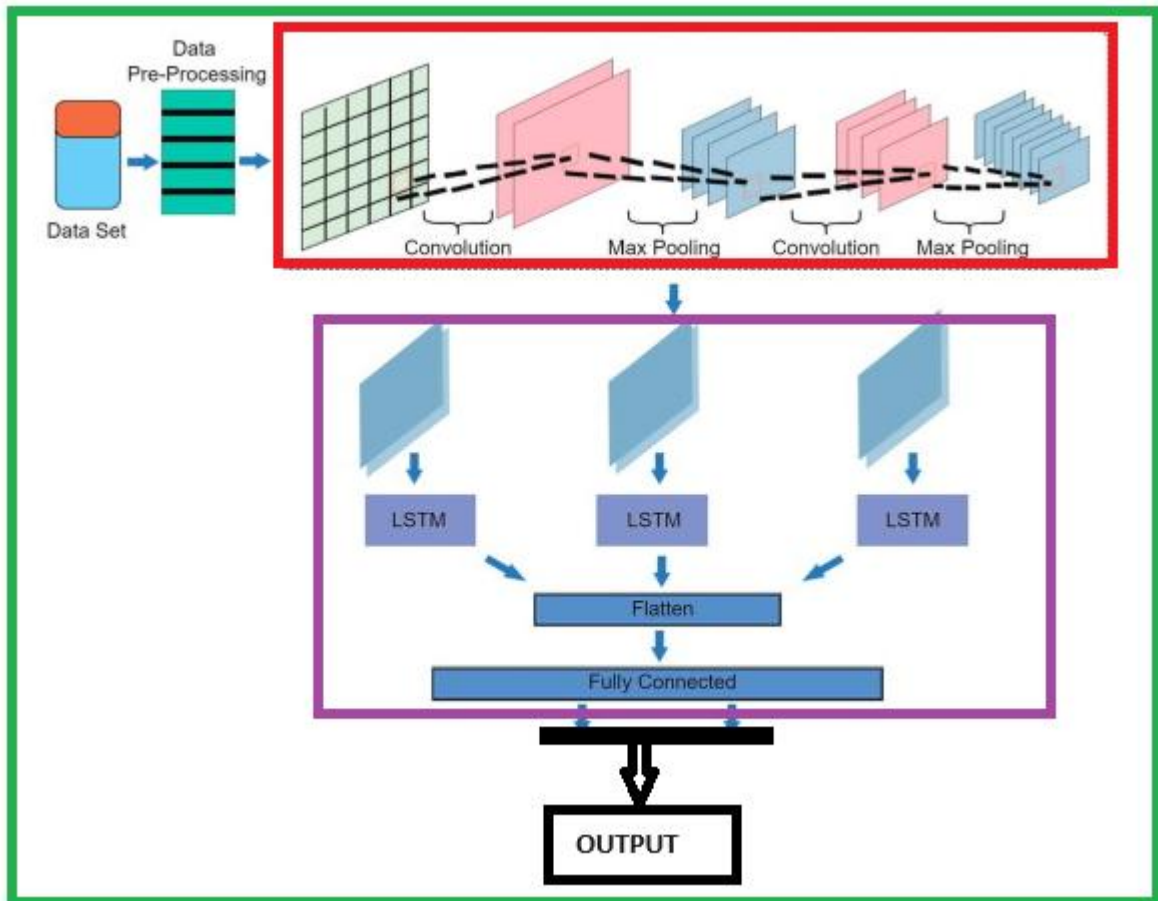 Data
Pre-Processing
Data Set
Convolution
Max Pooling
Convolution
Max Pooling
LSTM
LSTM
LSTM
Flatten
Fully Connected
OUTPUT